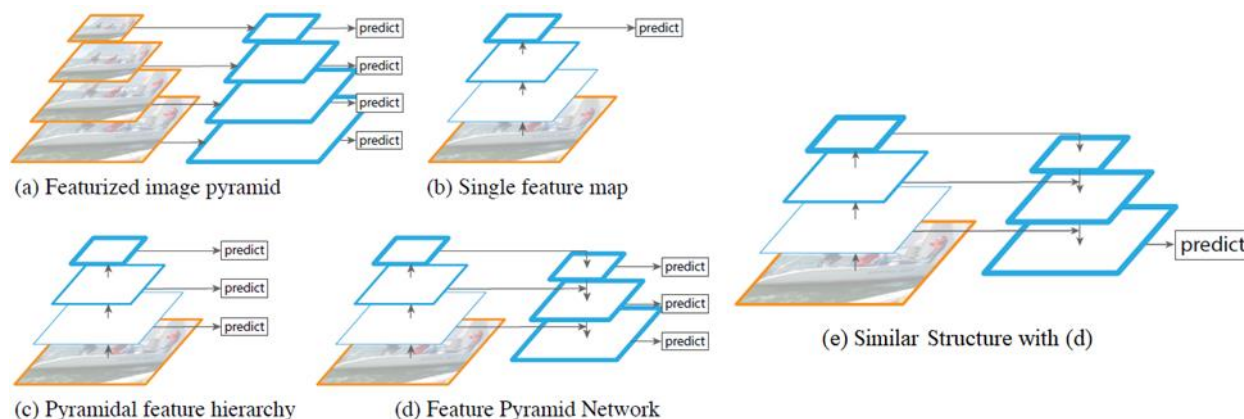 predict
predict
predict
predict
(a) Featurized image pyramid
predict
(b) Single feature map
predict
predict
predict
(c) Pyramidal feature hierarchy
predict
predict
predict
(d) Feature Pyramid Network
predict
(e) Similar Structure with (d)